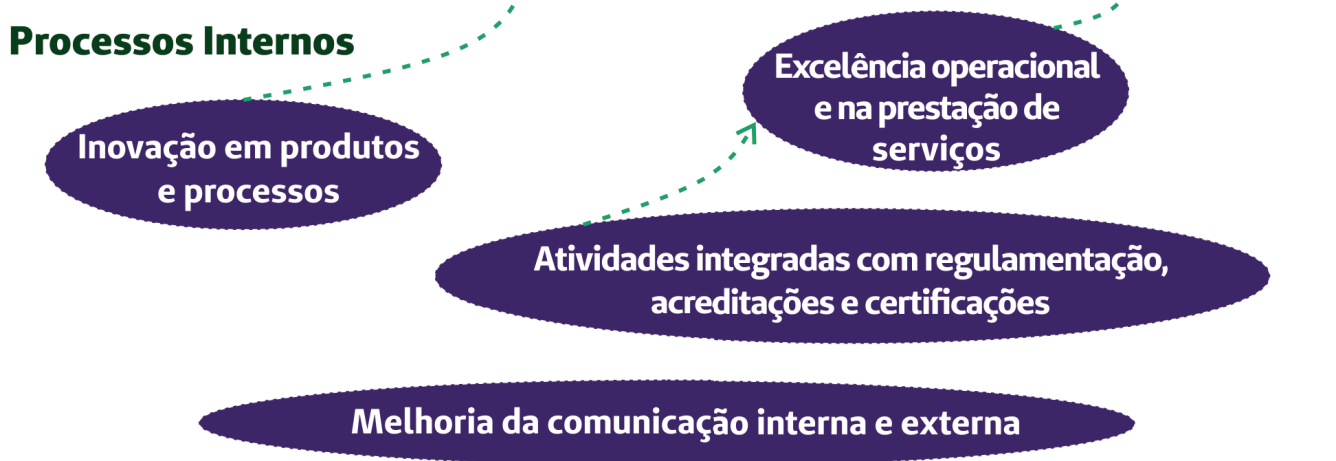 Processos Internos
Inovação em produtos
e processos
Excelência operacional
e na prestação de
serviços
Atividades integradas com regulamentação,
acreditações e certificações
Melhoria da comunicação interna e externa